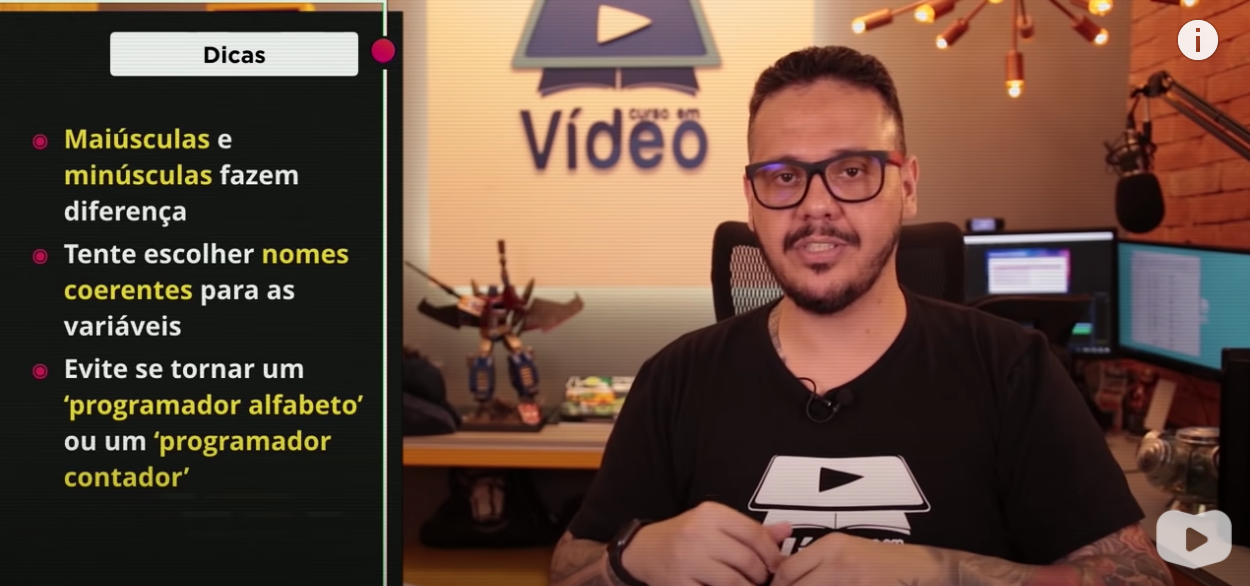 Dicas
Maiúsculas e
minúsculas fazem
diferença
Tente escolher nomes
coerentes para as
variáveis
Evite se tornar um
‘programador alfabeto’
ou um ‘programador
contador’
curso em
Vídeo
i